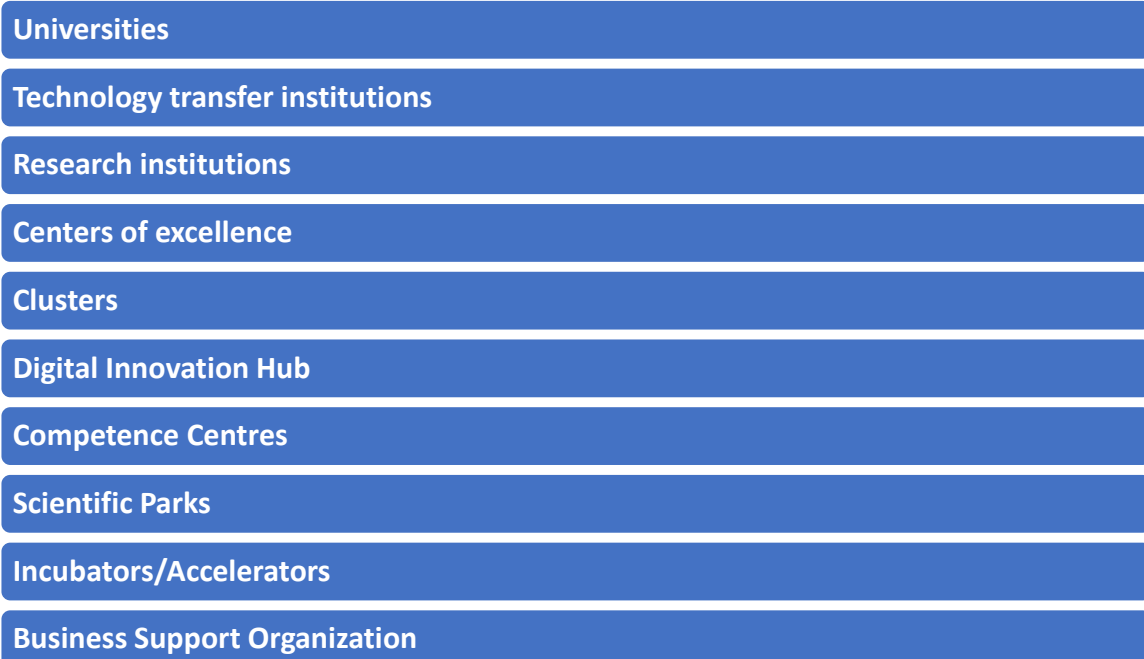 Universities
Technology transfer institutions
Research institutions
Centers of excellence
Clusters
Digital Innovation Hub
Competence Centres
Scientific Parks
Incubators/Accelerators
Business Support Organization